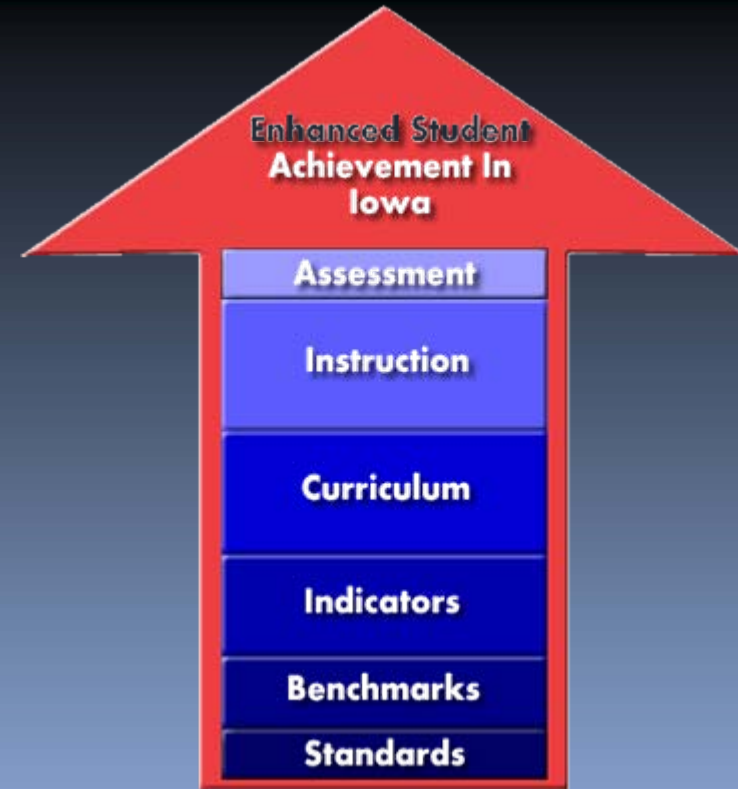 Enhanced Student
Achievement In
Iowa
Assessment
Instruction
Curriculum
Indicators
Benchmarks
Standards